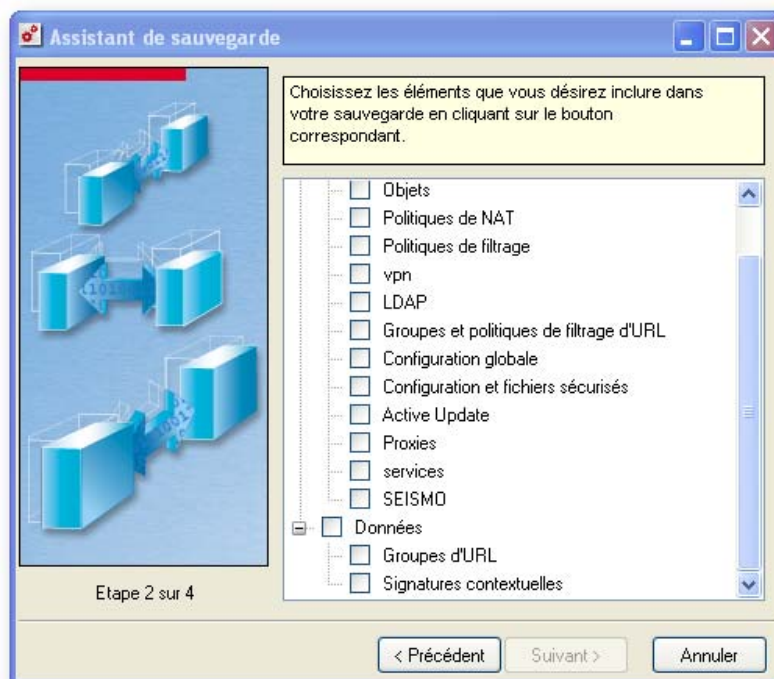 Assistant de sauvegarde
Choisissez les éléments que vous désirez inclure dans
votre sauvegarde en cliquant sur le bouton
correspondant.
Objets
Politiques de NAT
Politiques de filtrage
vpn
LDAP
Groupes et politiques de filtrage d'URL
Configuration globale
Configuration et fichiers sécurisés
Active Update
Proxies
services
SEISMO
Données
Groupes d'URL
Signatures contextuelles
Etape 2 sur 4
< Précédent
Suivant >
Annuler